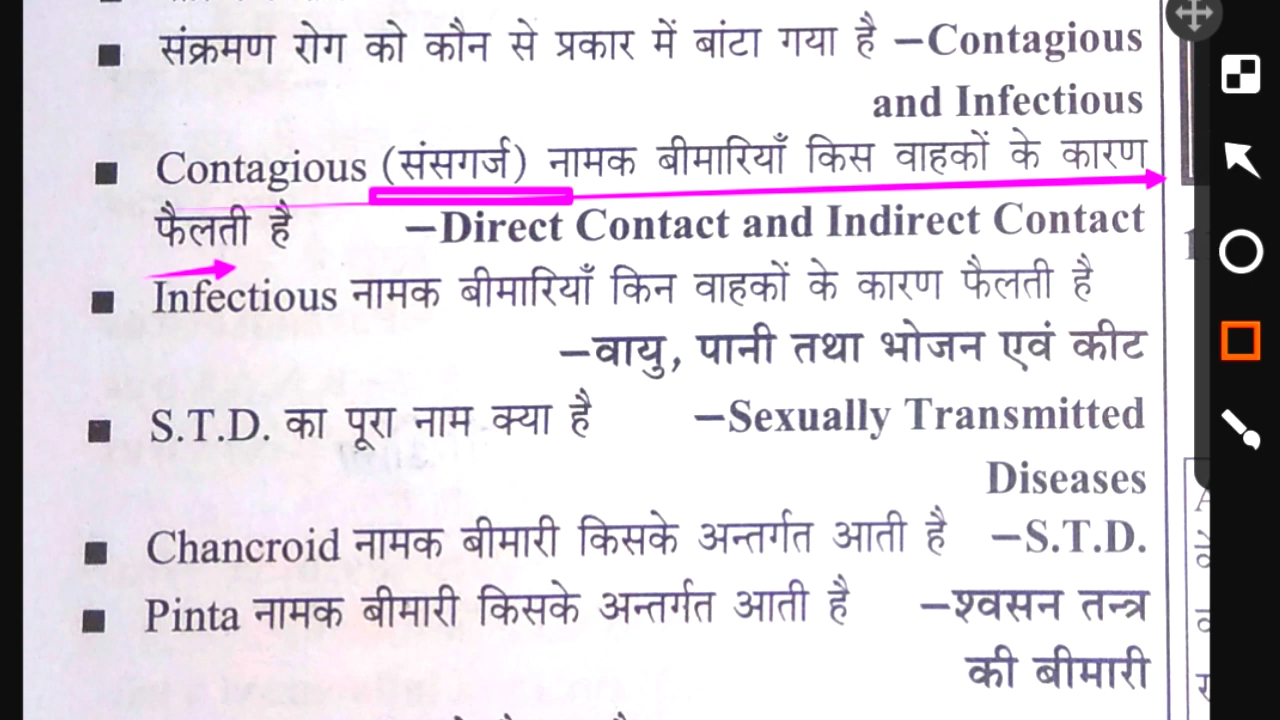 ■ संक्रमण रोग को कौन से प्रकार में बांटा गया है –Contagious
and Infectious
■ Contagious (संसगर्ज) नामक बीमारियाँ किस वाहकों के कारण
फैलती है –Direct Contact and Indirect Contact
■ Infectious नामक बीमारियाँ किन वाहकों के कारण फैलती है
–वायु, पानी तथा भोजन एवं कीट
■ S.T.D. का पूरा नाम क्या है –Sexually Transmitted
Diseases
■ Chancroid नामक बीमारी किसके अन्तर्गत आती है –S.T.D.
■ Pinta नामक बीमारी किसके अन्तर्गत आती है –श्वसन तन्त्र
की बीमारी